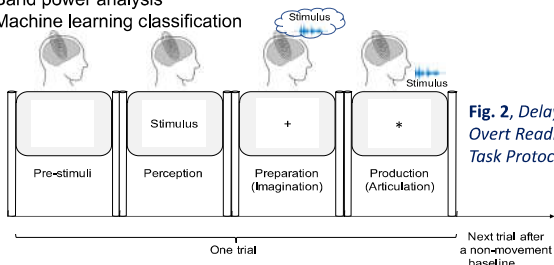 Band power analysis
Machine learning classification
Stimulus
Stimulus
Stimulus
+
*
Pre-stimuli
Perception
Preparation
(Imagination)
Production
(Articulation)
Fig. 2, Delay
Overt Read
Task Protoc
One trial
Next trial after
a non-movement
baseline